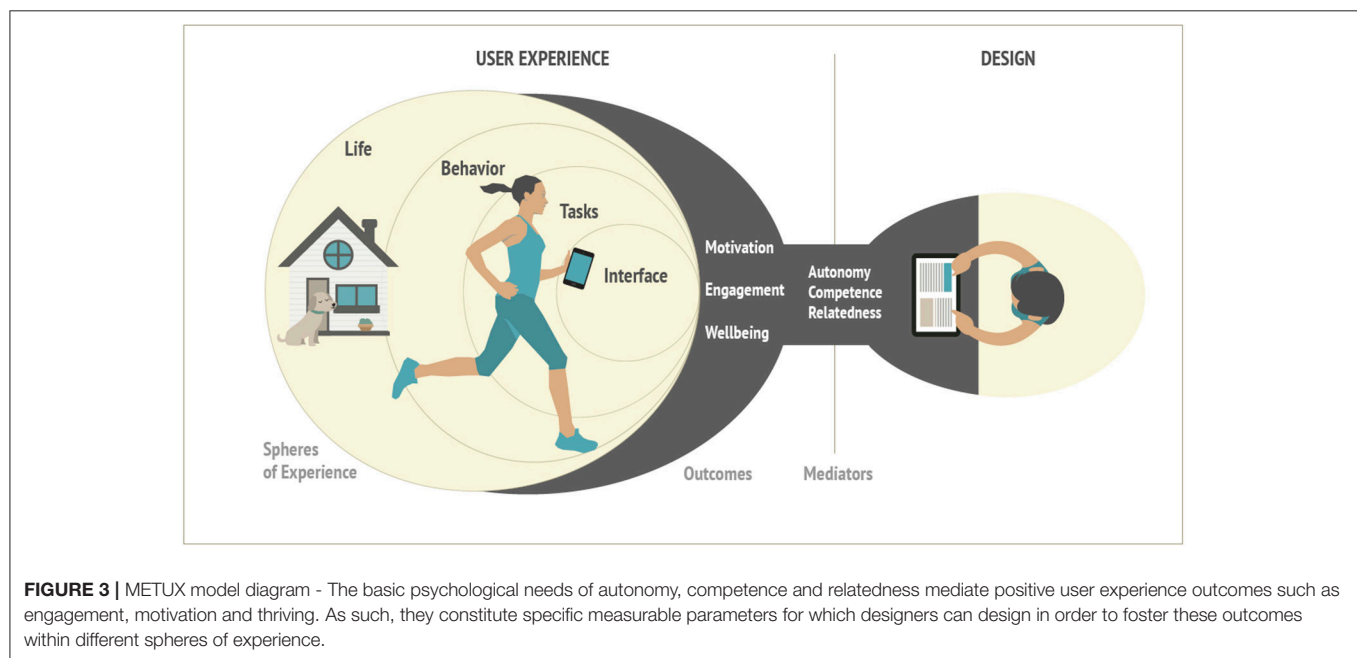 USER EXPERIENCE
DESIGN
Life
Behavior
Tasks
Interface
Motivation
Engagement
Wellbeing
Autonomy
Competence
Relatedness
Spheres
of Experience
Outcomes
Mediators
FIGURE 3 | METUX model diagram - The basic psychological needs of autonomy, competence and relatedness mediate positive user experience outcomes such as
engagement, motivation and thriving. As such, they constitute specific measurable parameters for which designers can design in order to foster these outcomes
within different spheres of experience.